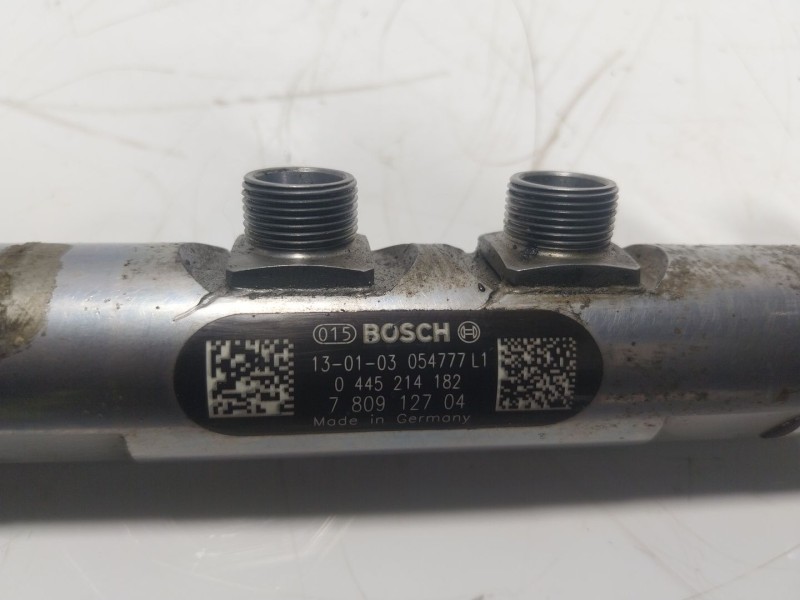 015 BOSCH
13-01-03 054777 L1
0 445 214 182
7 809 127 04
Made in Germany